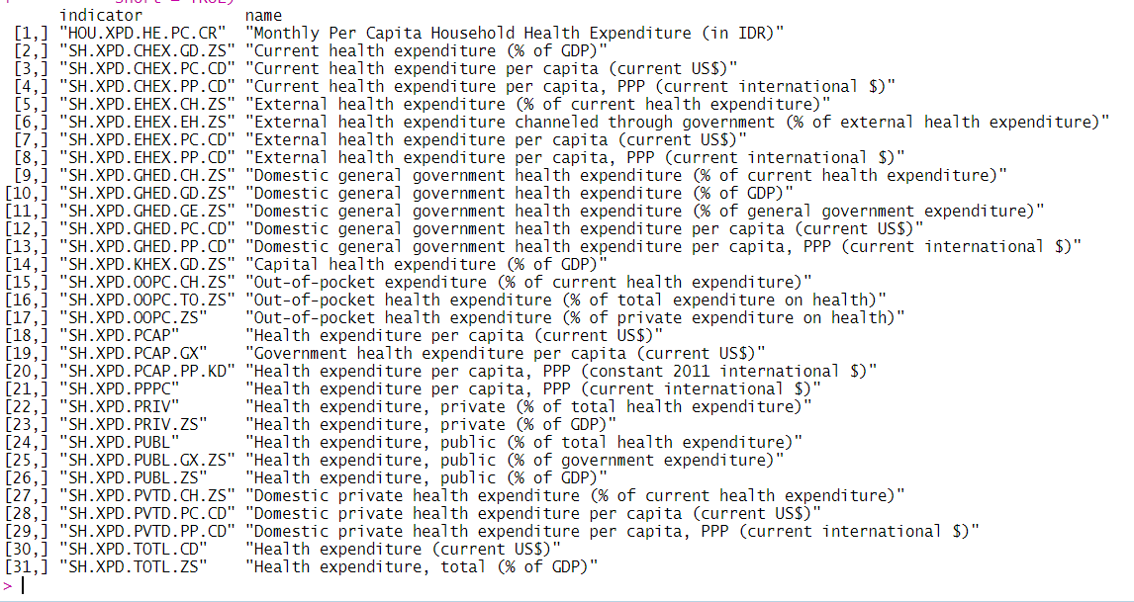 short = TRUE)
indicator name
[1,] "HOU.XPD.HE.PC.CR" "Monthly Per Capita Household Health Expenditure (in IDR)"
[2,] "SH.XPD.CHEX.GD.ZS" "Current health expenditure (% of GDP)"
[3,] "SH.XPD.CHEX.PC.CD" "Current health expenditure per capita (current US$)"
[4,] "SH.XPD.CHEX.PP.CD" "Current health expenditure per capita, PPP (current international $)"
[5,] "SH.XPD.EHEX.CH.ZS" "External health expenditure (% of current health expenditure)"
[6,] "SH.XPD.EHEX.EH.ZS" "External health expenditure channeled through government (% of external health expenditure)"
[7,] "SH.XPD.EHEX.PC.CD" "External health expenditure per capita (current US$)"
[8,] "SH.XPD.EHEX.PP.CD" "External health expenditure per capita, PPP (current international $)"
[9,] "SH.XPD.GHED.CH.ZS" "Domestic general government health expenditure (% of current health expenditure)"
[10,] "SH.XPD.GHED.GD.ZS" "Domestic general government health expenditure (% of GDP)"
[11,] "SH.XPD.GHED.GE.ZS" "Domestic general government health expenditure (% of general government expenditure)"
[12,] "SH.XPD.GHED.PC.CD" "Domestic general government health expenditure per capita (current US$)"
[13,] "SH.XPD.GHED.PP.CD" "Domestic general government health expenditure per capita, PPP (current international $)"
[14,] "SH.XPD.KHEX.GD.ZS" "Capital health expenditure (% of GDP)"
[15,] "SH.XPD.OOPC.CH.ZS" "Out-of-pocket expenditure (% of current health expenditure)"
[16,] "SH.XPD.OOPC.TO.ZS" "Out-of-pocket health expenditure (% of total expenditure on health)"
[17,] "SH.XPD.OOPC.ZS" "Out-of-pocket health expenditure (% of private expenditure on health)"
[18,] "SH.XPD.PCAP" "Health expenditure per capita (current US$)"
[19,] "SH.XPD.PCAP.GX" "Government health expenditure per capita (current US$)"
[20,] "SH.XPD.PCAP.PP.KD" "Health expenditure per capita, PPP (constant 2011 international $)"
[21,] "SH.XPD.PPPC" "Health expenditure per capita, PPP (current international $)"
[22,] "SH.XPD.PRIV" "Health expenditure, private (% of total health expenditure)"
[23,] "SH.XPD.PRIV.ZS" "Health expenditure, private (% of GDP)"
[24,] "SH.XPD.PUBL" "Health expenditure, public (% of total health expenditure)"
[25,] "SH.XPD.PUBL.GX.ZS" "Health expenditure, public (% of government expenditure)"
[26,] "SH.XPD.PUBL.ZS" "Health expenditure, public (% of GDP)"
[27,] "SH.XPD.PVTD.CH.ZS" "Domestic private health expenditure (% of current health expenditure)"
[28,] "SH.XPD.PVTD.PC.CD" "Domestic private health expenditure per capita (current US$)"
[29,] "SH.XPD.PVTD.PP.CD" "Domestic private health expenditure per capita, PPP (current international $)"
[30,] "SH.XPD.TOTL.CD" "Health expenditure (current US$)"
[31,] "SH.XPD.TOTL.ZS" "Health expenditure, total (% of GDP)"
>